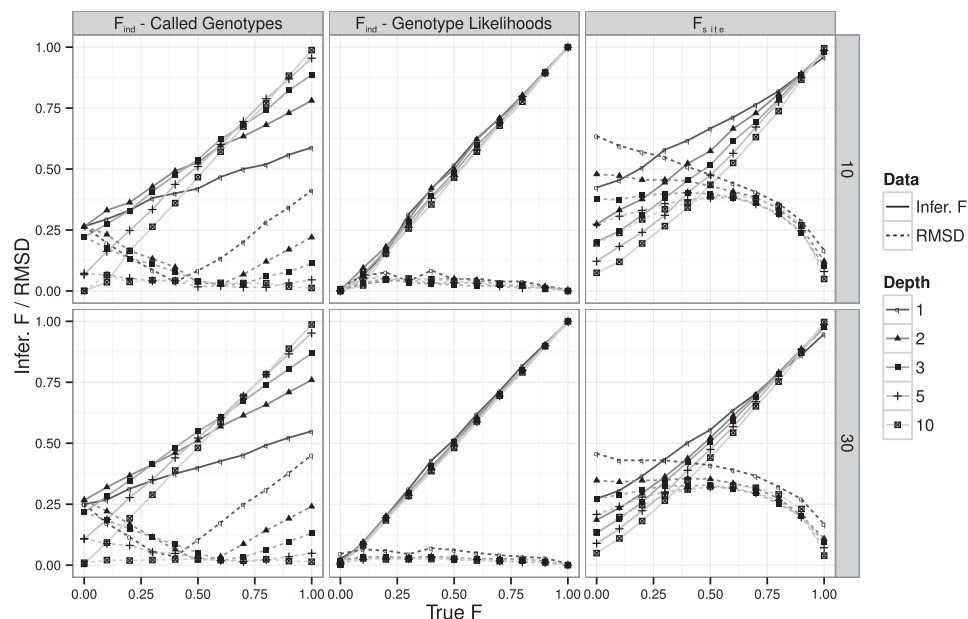 F ind - Called Genotypes
F ind - Genotype Likelihoods
F site
1.00
0.75
0.50
0.25
0.00
10
1.00
0.75
0.50
0.25
0.00
30
Infer. F / RMSD
0.00 0.25 0.50 0.75 1.00
0.00 0.25 0.50 0.75 1.00
0.00 0.25 0.50 0.75 1.00
True F
Data
Infer. F
RMSD
Depth
1
2
3
5
10